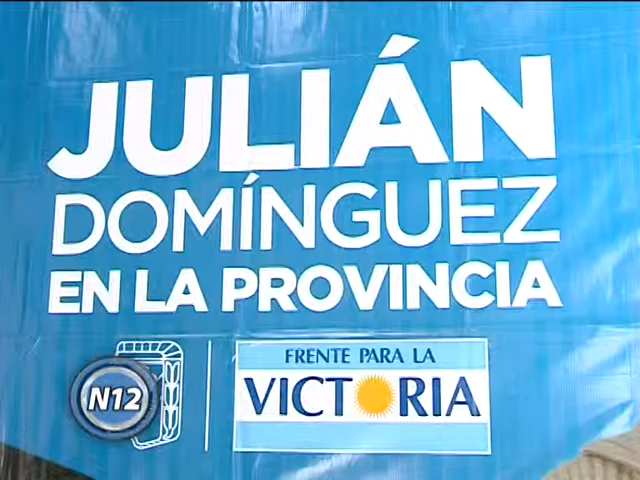 JULIÁN
DOMÍNGUEZ
EN LA PROVINCIA
N12
FRENTE PARA LA
VICTORIA